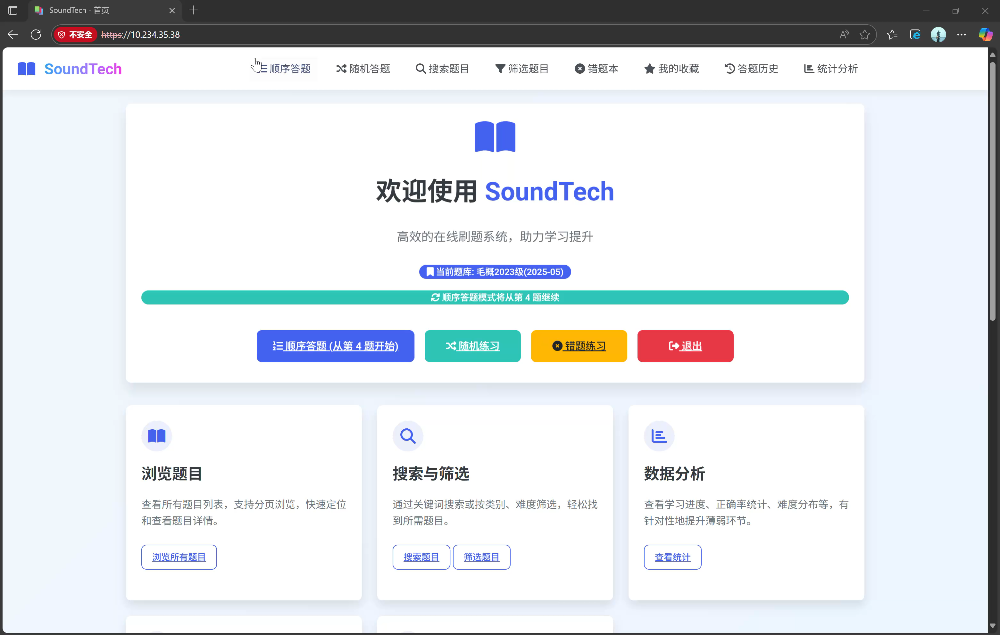 SoundTech - 首页
不安全 https://10.234.35.38
SoundTech 顺序答题 随机答题 搜索题目 筛选题目 错题本 我的收藏 答题历史 统计分析
欢迎使用 SoundTech
高效的在线刷题系统，助力学习提升
当前题库: 毛概2023级(2025-05)
顺序答题模式将从第 4 题继续
顺序答题 (从第 4 题开始) 随机练习 错题练习 退出
浏览题目
查看所有题目列表，支持分页浏览，快速定位
和查看题目详情。
浏览所有题目
搜索与筛选
通过关键词搜索或按类别、难度筛选，轻松找
到所需题目。
搜索题目 筛选题目
数据分析
查看学习进度、正确率统计、难度分布等，有
针对性地提升薄弱环节。
查看统计